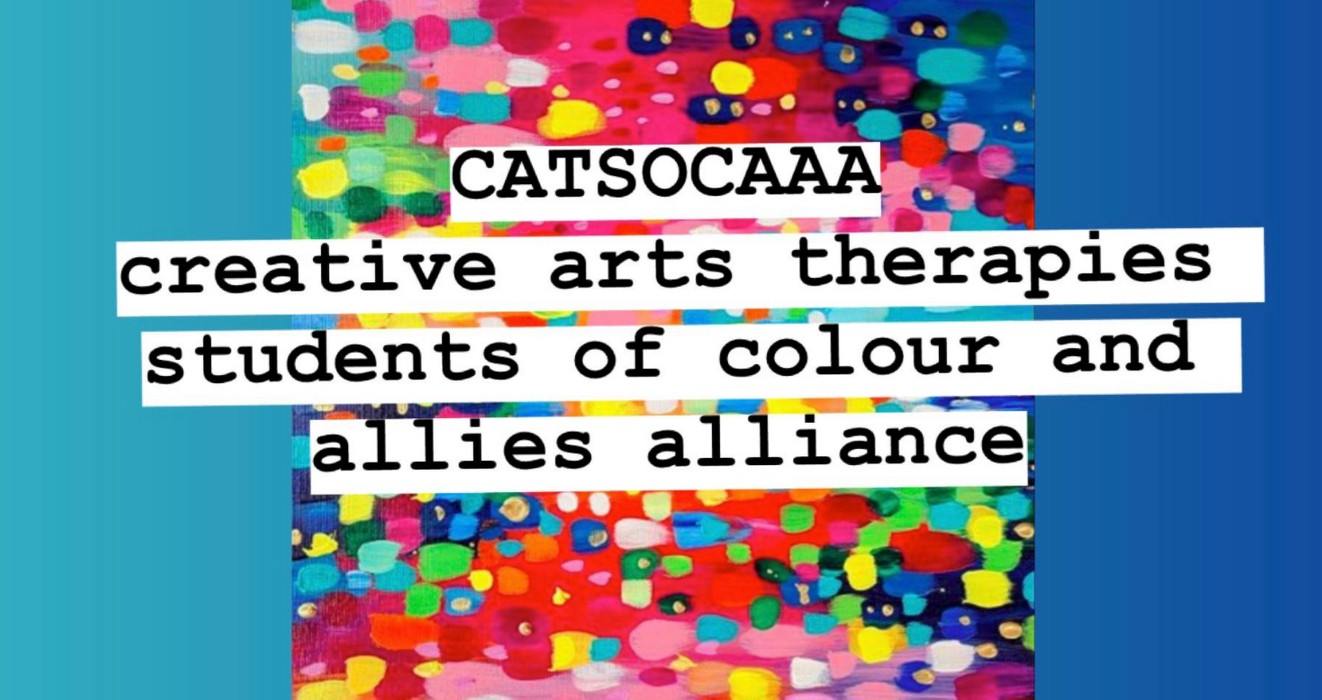 CATSOCAAA
creative arts therapies
students of colour and
allies alliance